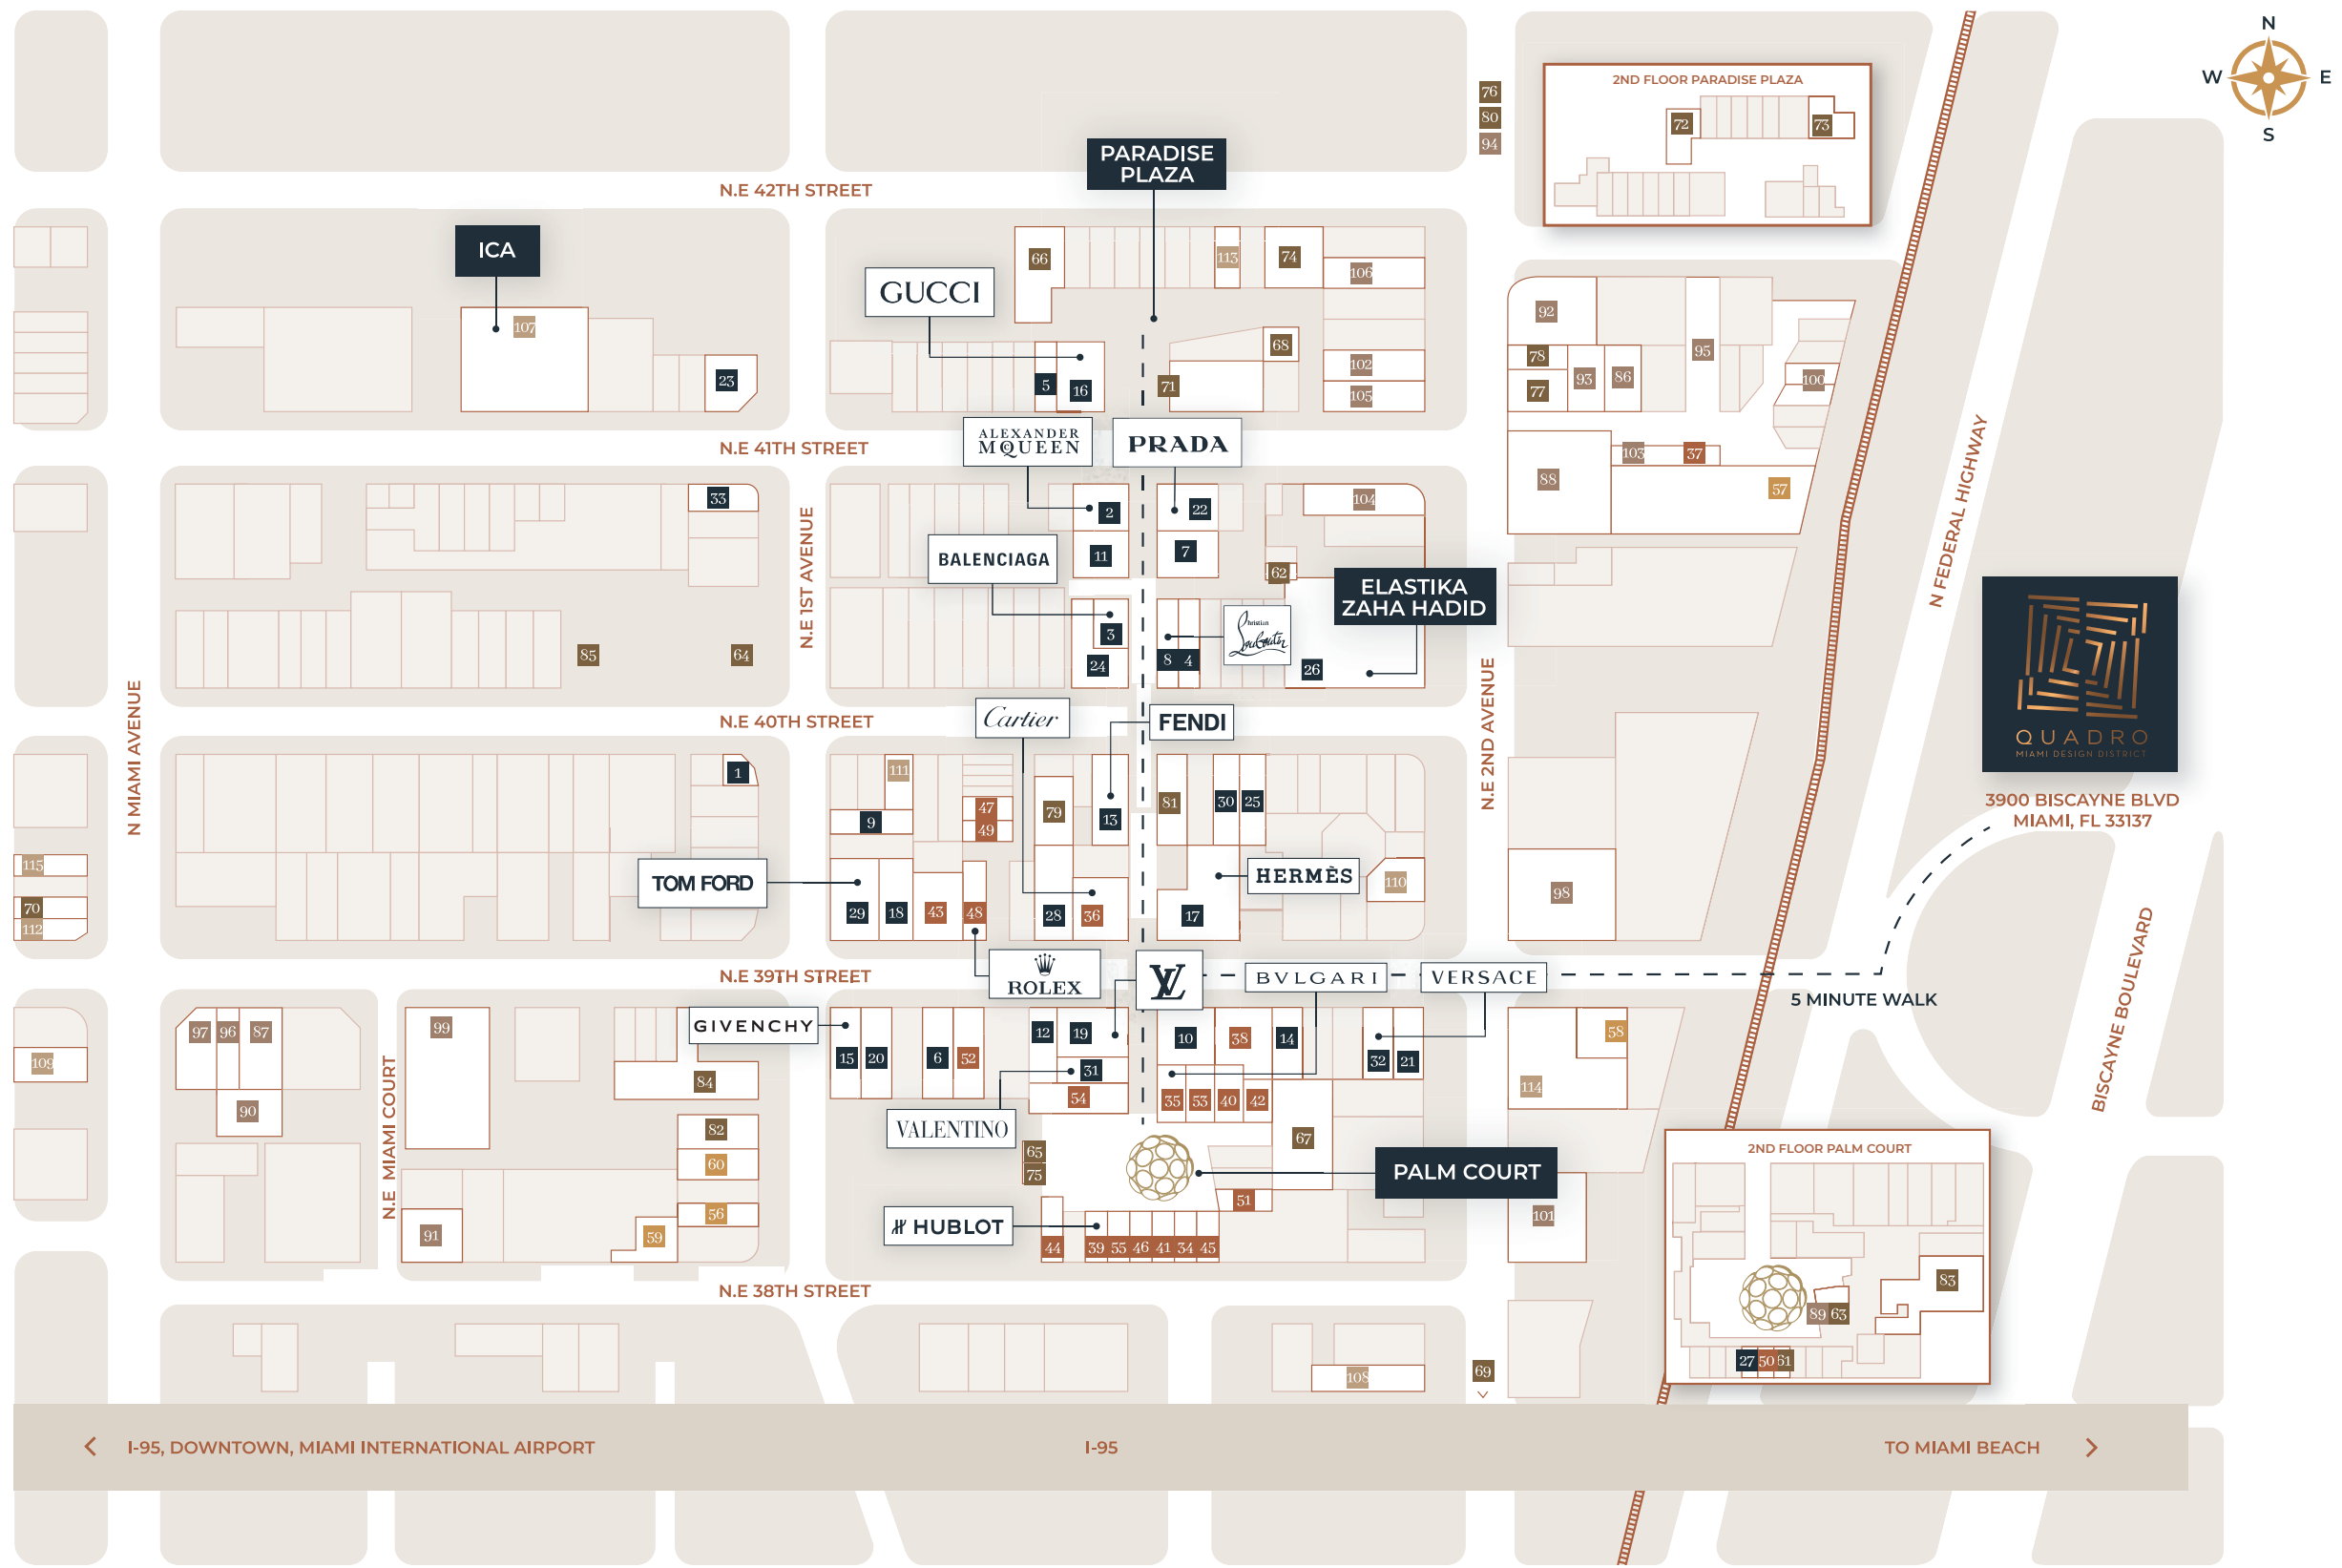 N
W
E
S
2ND FLOOR PARADISE PLAZA
72
73
76
80
94
PARADISE
PLAZA
N.E 42TH STREET
ICA
107
23
GUCCI
66
113
74
106
68
102
105
5
16
71
92
78
77
93
86
95
100
N.E 41TH STREET
ALEXANDER
MCQUEEN
PRADA
103
37
88
57
33
2
22
104
11
7
BALENCIAGA
62
ELASTIKA
ZAHA HADID
3
24
8
4
Christian
Louboutin
26
85
64
N.E 1ST AVENUE
N MIAMI AVENUE
N.E 2ND AVENUE
N FEDERAL HIGHWAY
QUADRO
MIAMI DESIGN DISTRICT
3900 BISCAYNE BLVD
MIAMI, FL 33137
N.E 40TH STREET
Cartier
FENDI
1
111
9
47
49
79
13
81
30
25
115
70
112
TOM FORD
HERMÈS
110
29
18
43
48
28
36
17
98
N.E 39TH STREET
ROLEX
LV
BVLGARI
VERSACE
5 MINUTE WALK
BISCAYNE BOULEVARD
97
96
87
99
109
90
N.E MIAMI COURT
GIVENCHY
15
20
6
52
12
19
31
54
10
38
14
32
21
35
53
40
42
58
114
84
82
60
56
59
91
VALENTINO
65
75
67
PALM COURT
51
101
HUBLOT
44
39
55
46
41
34
45
2ND FLOOR PALM COURT
83
89
63
27
50
61
N.E 38TH STREET
108
69
I-95, DOWNTOWN, MIAMI INTERNATIONAL AIRPORT
I-95
TO MIAMI BEACH